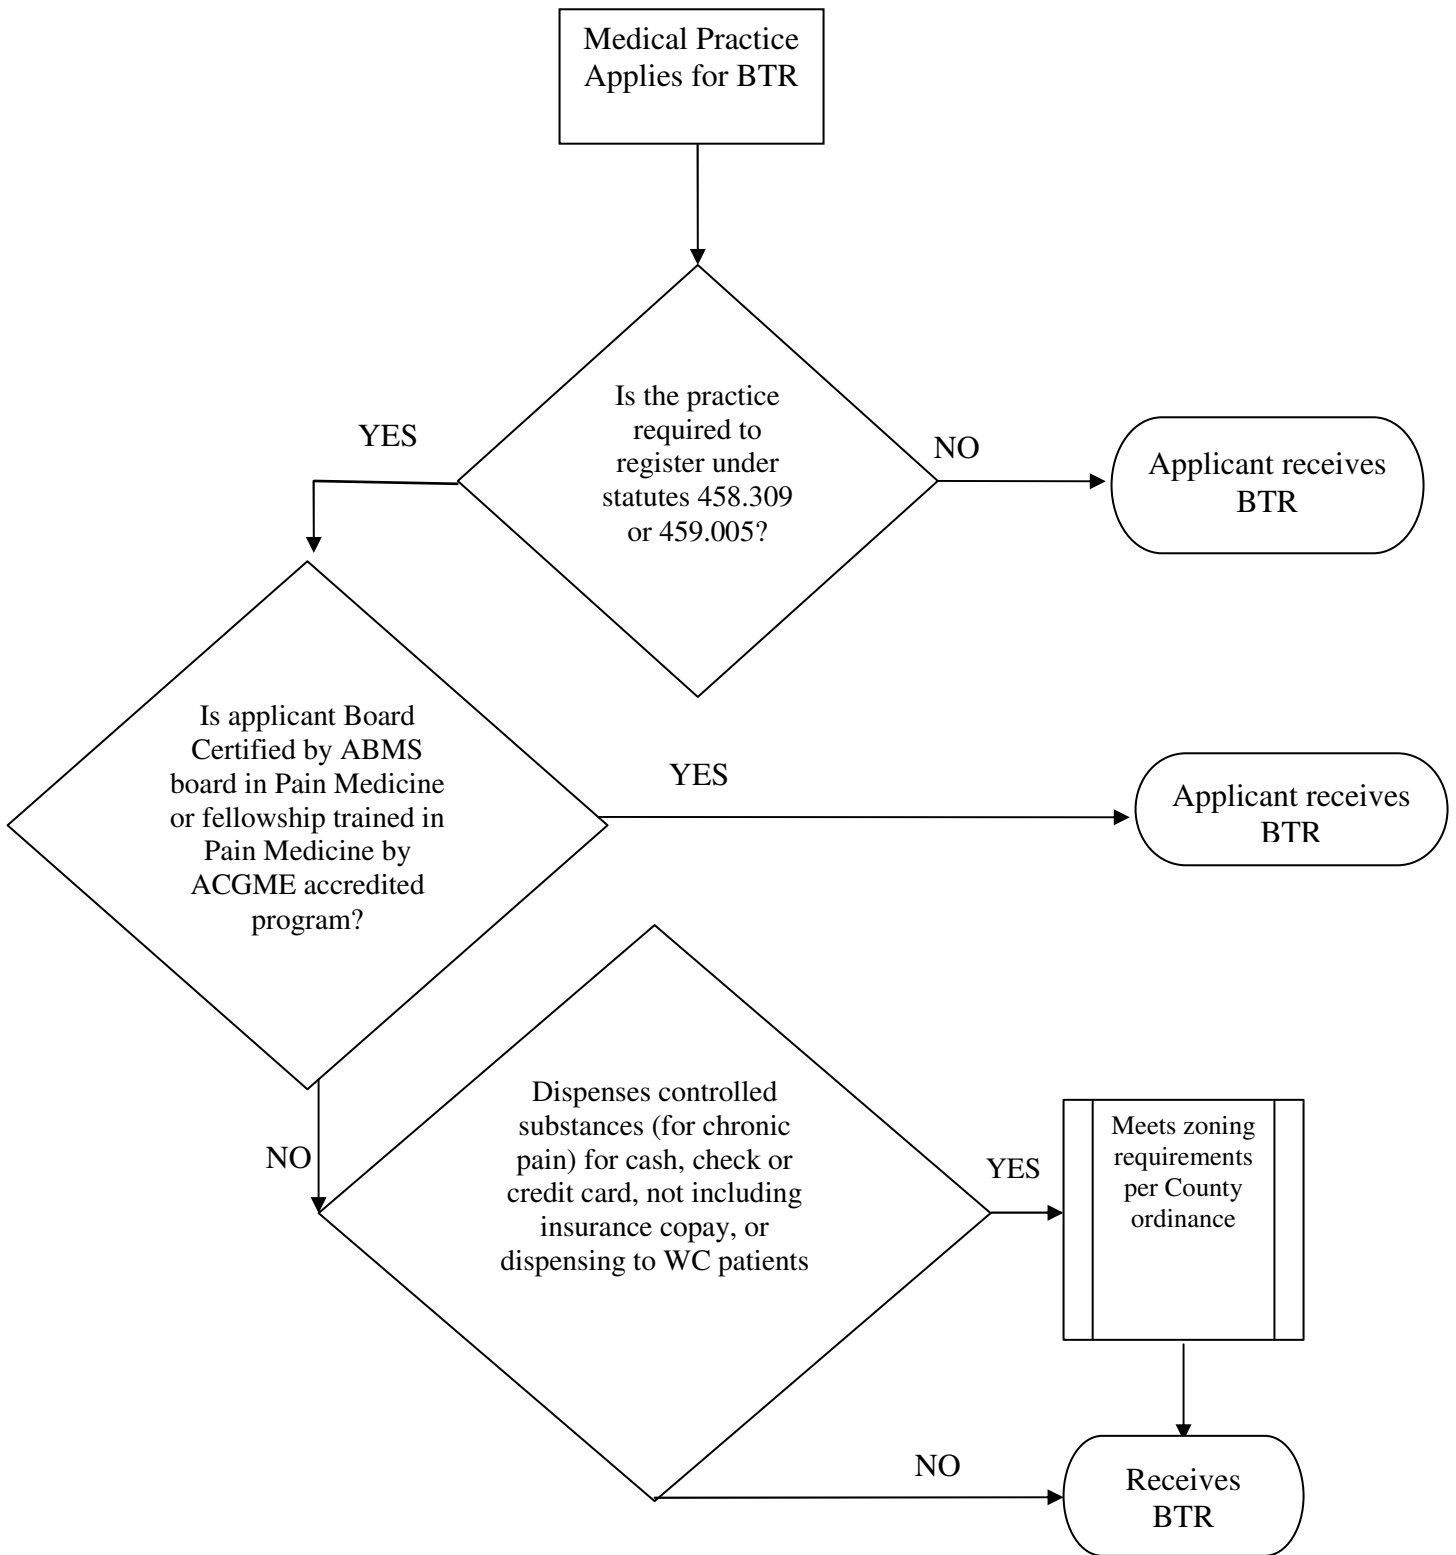 Medical Practice
Applies for BTR
Is the practice
required to
register under
statutes 458.309
or 459.005?
YES
NO
Applicant receives
BTR
Is applicant Board
Certified by ABMS
board in Pain Medicine
or fellowship trained in
Pain Medicine by
ACGME accredited
program?
YES
Applicant receives
BTR
NO
Dispenses controlled
substances (for chronic
pain) for cash, check or
credit card, not including
insurance copay, or
dispensing to WC patients
YES
Meets zoning
requirements
per County
ordinance
NO
Receives
BTR